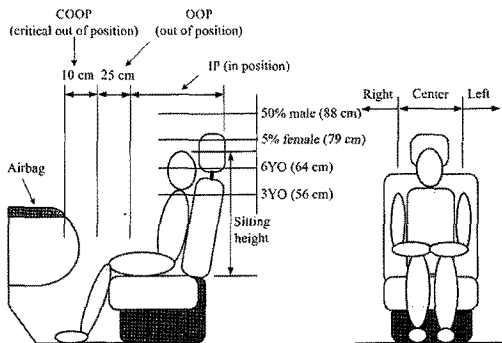 COOP
(critical out of position)
OOP
(out of position)
10 cm
25 cm
IP (in position)
50% male (88 cm)
5% female (79 cm)
6YO (64 cm)
3YO (56 cm)
Sitting
height
Airbag
Right
Center
Left